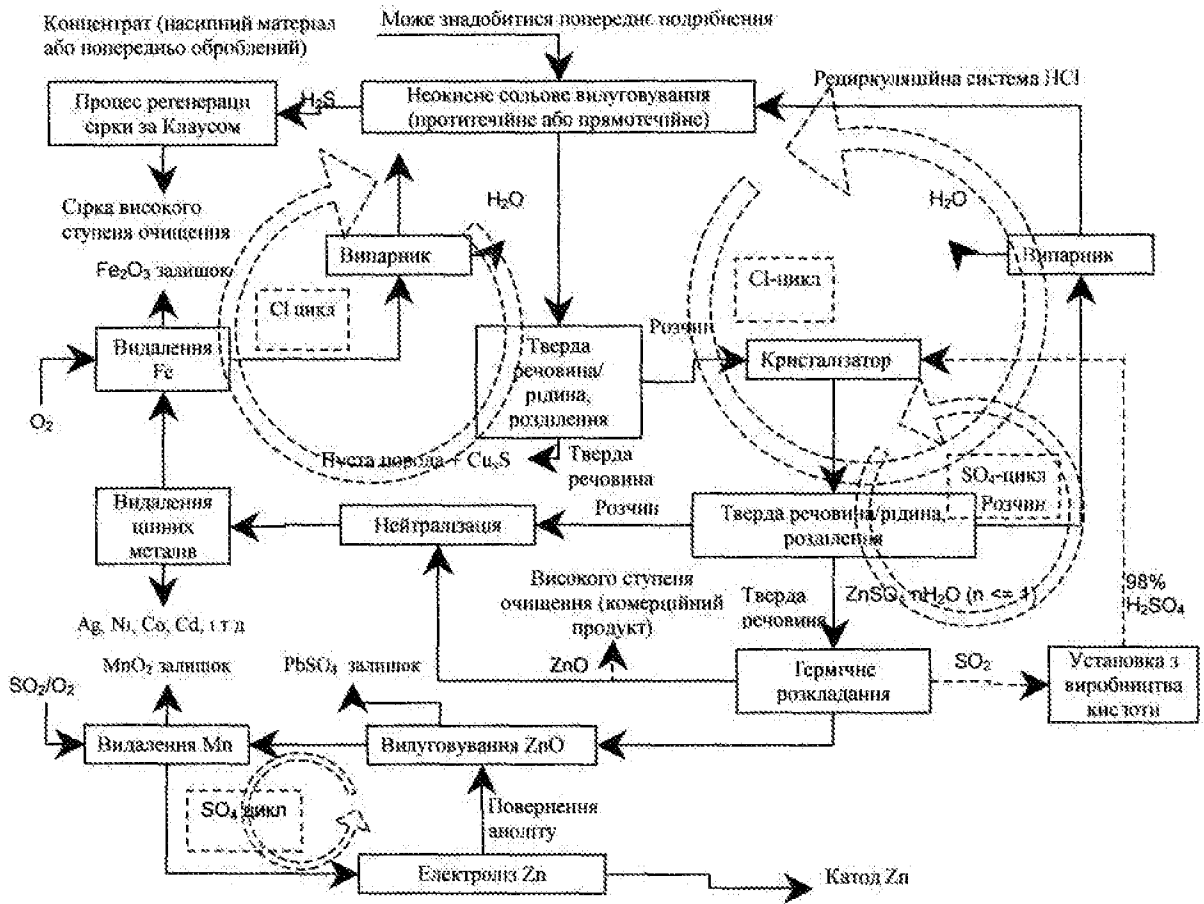 Концентрат (насипний матеріал
або попередньо оброблений)
Може знадобитися попереднє подрібнення
Рециркуляційна система HCl
Процес регенерації
сірки за Клаусом
H₂S
Неокисне сольове вилуговування
(протитечійне або прямотечійне)
Сірка високого
ступеня очищення
H₂O
H₂O
Випарник
Випарник
Fe₂O₃ залишок
Cl цикл
Cl-цикл
Видалення
Fe
O₂
Тверда
речовина/
рідина,
розділення
Розчин
Кристалізатор
Пуста порода + CuₓS
Тверда
речовина
SO₄-цикл
Розчин
Видалення
цінних
металів
Нейтралізація
Розчин
Тверда речовина/рідина,
розділення
Високого ступеня
очищення (комерційний
продукт)
Тверда
речовина
ZnSO₄ nH₂O (n <= 1)
98%
H₂SO₄
Ag, Ni, Co, Cd, і т д
MnO₂ залишок
PbSO₄ залишок
ZnO
Термічне
розкладання
SO₂
Установка з
виробництва
кислоти
SO₂/O₂
Видалення Mn
Вилуговування ZnO
SO₄ цикл
Повернення
аноліту
Електроліз Zn
Катод Zn